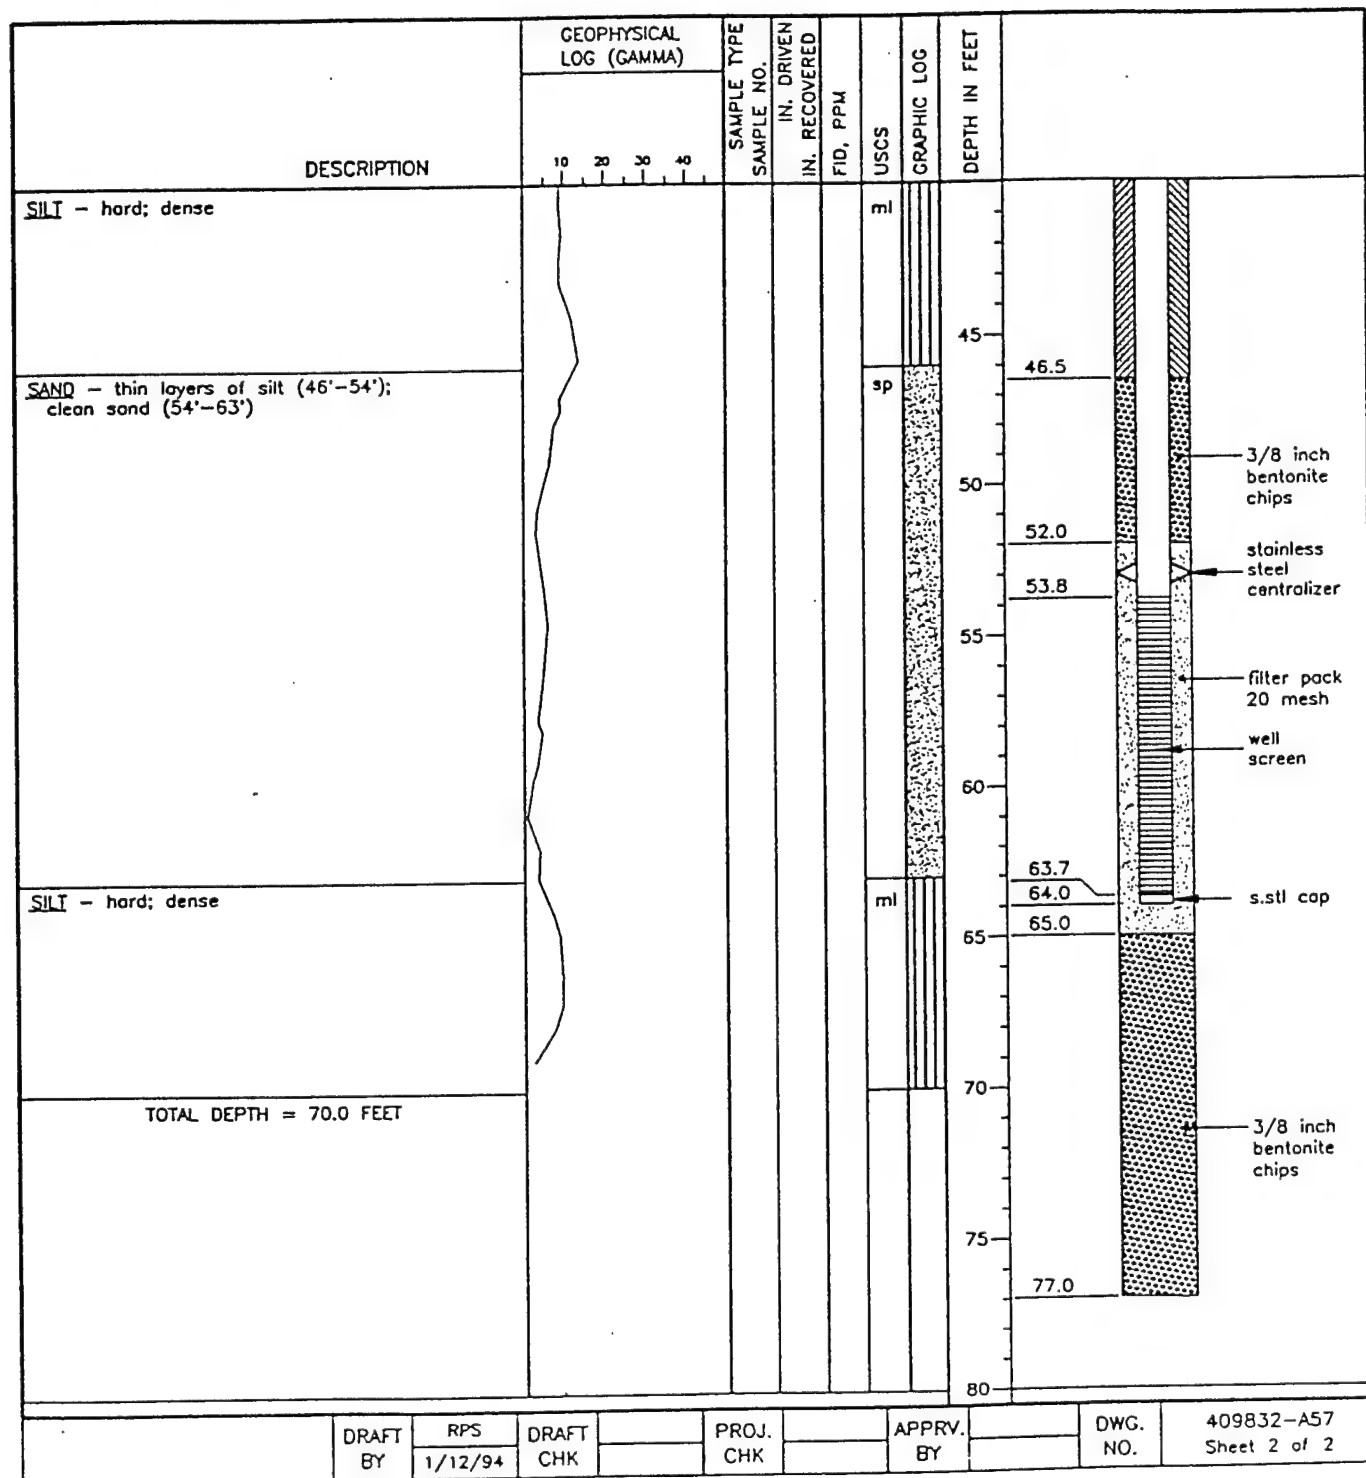 GEOPHYSICAL
LOG (GAMMA)
SAMPLE TYPE
SAMPLE NO.
IN. DRIVEN
IN. RECOVERED
FID, PPM
USCS
GRAPHIC LOG
DEPTH IN FEET
DESCRIPTION
10 20 30 40
SILT – hard; dense
ml
45
46.5
SAND – thin layers of silt (46'–54');
clean sand (54'–63')
sp
3/8 inch
bentonite
chips
50
52.0
stainless
steel
centralizer
53.8
55
filter pack
20 mesh
well
screen
60
63.7
SILT – hard; dense
ml
64.0
s.stl cap
65.0
65
70
TOTAL DEPTH = 70.0 FEET
3/8 inch
bentonite
chips
75
77.0
80
DRAFT
BY
RPS
1/12/94
DRAFT
CHK
PROJ.
CHK
APPRV.
BY
DWG.
NO.
409832-A57
Sheet 2 of 2